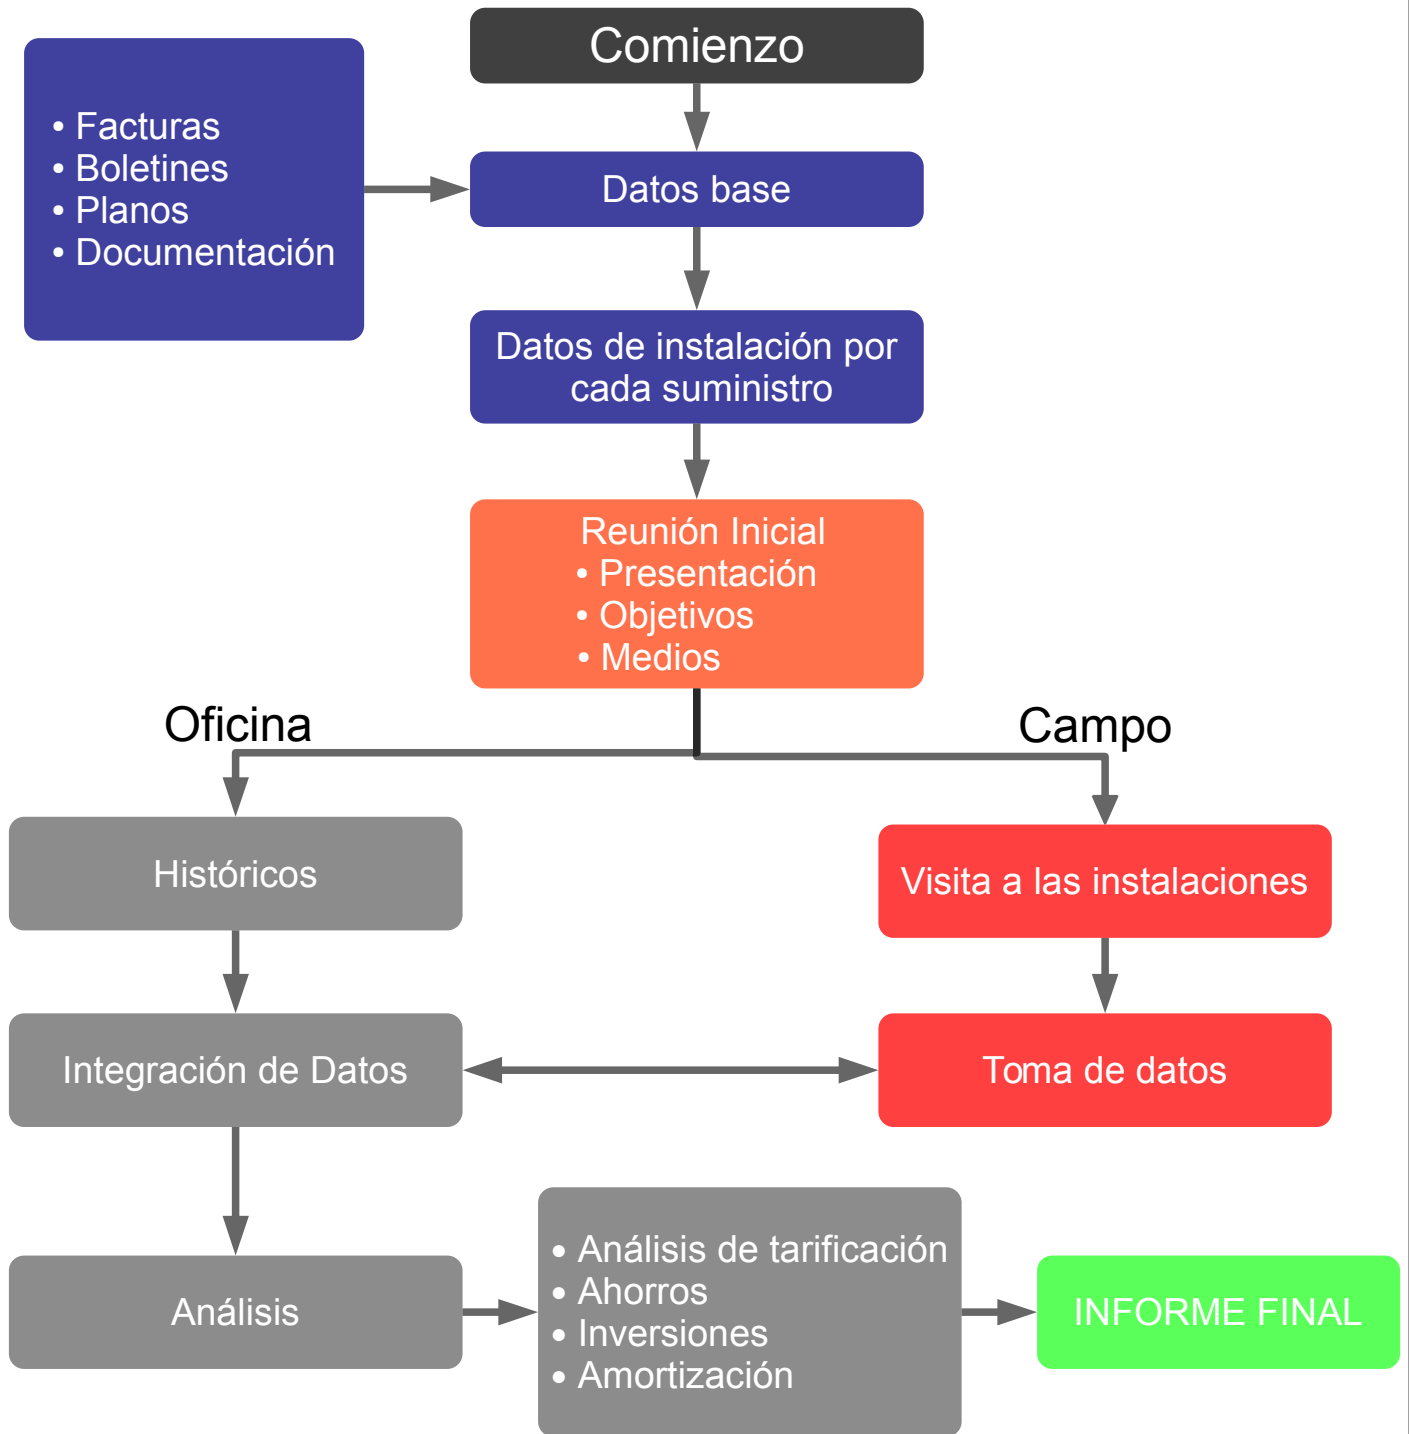 Comienzo
• Facturas
• Boletines
• Planos
• Documentación
Datos base
Datos de instalación por
cada suministro
Reunión Inicial
• Presentación
• Objetivos
• Medios
Oficina
Campo
Históricos
Visita a las instalaciones
Integración de Datos
Toma de datos
Análisis
• Análisis de tarificación
• Ahorros
• Inversiones
• Amortización
INFORME FINAL